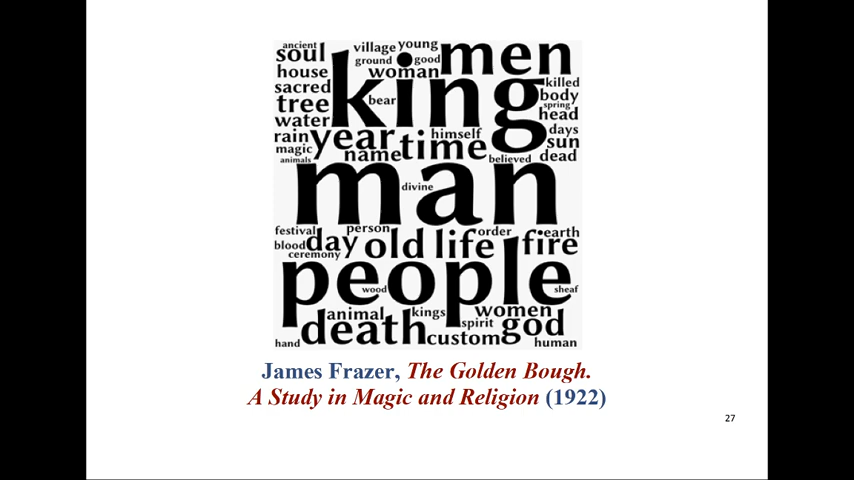 ancient
soul
village young
men
ground good
house
woman
king
killed
sacred
body
bear
spring
tree
head
water
rain
year
himself
days
time
sun
magic
name
believed
dead
animals
man
divine
festival
person
order
earth
blood
day
old
life
fire
ceremony
people
wood
sheaf
animal
kings
women
death
spirit
god
custom
hand
human
James Frazer, The Golden Bough.
A Study in Magic and Religion (1922)
27